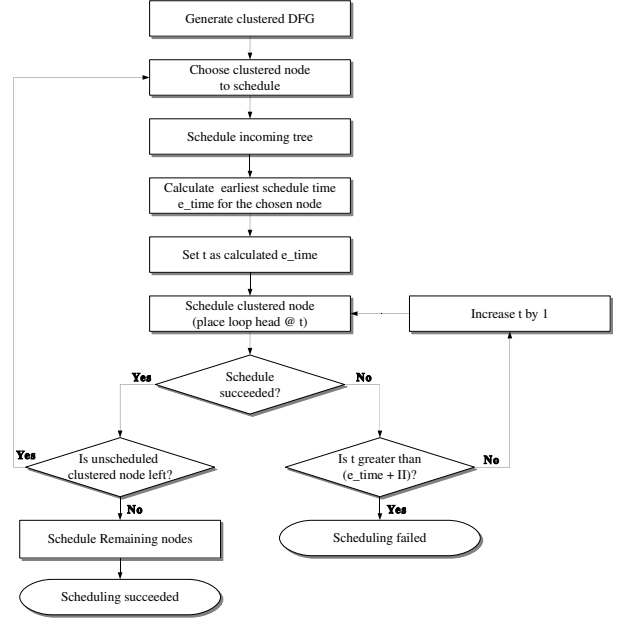 Generate clustered DFG
Choose clustered node
to schedule
Schedule incoming tree
Calculate earliest schedule time
e_time for the chosen node
Set t as calculated e_time
Schedule clustered node
(place loop head @ t)
Increase t by 1
Yes
Schedule
succeeded?
No
Yes
Is unscheduled
clustered node left?
Is t greater than
(e_time + II)?
No
No
Yes
Schedule Remaining nodes
Scheduling failed
Scheduling succeeded